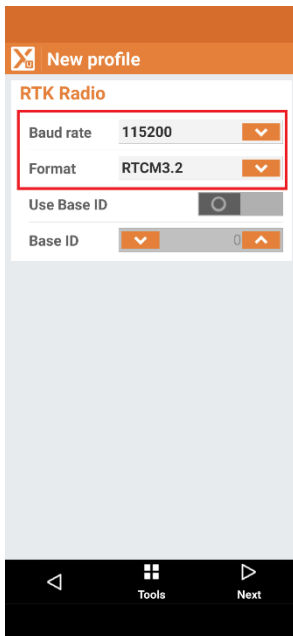 New profile
RTK Radio
Baud rate 115200
Format RTCM3.2
Use Base ID
Base ID 0
Tools Next